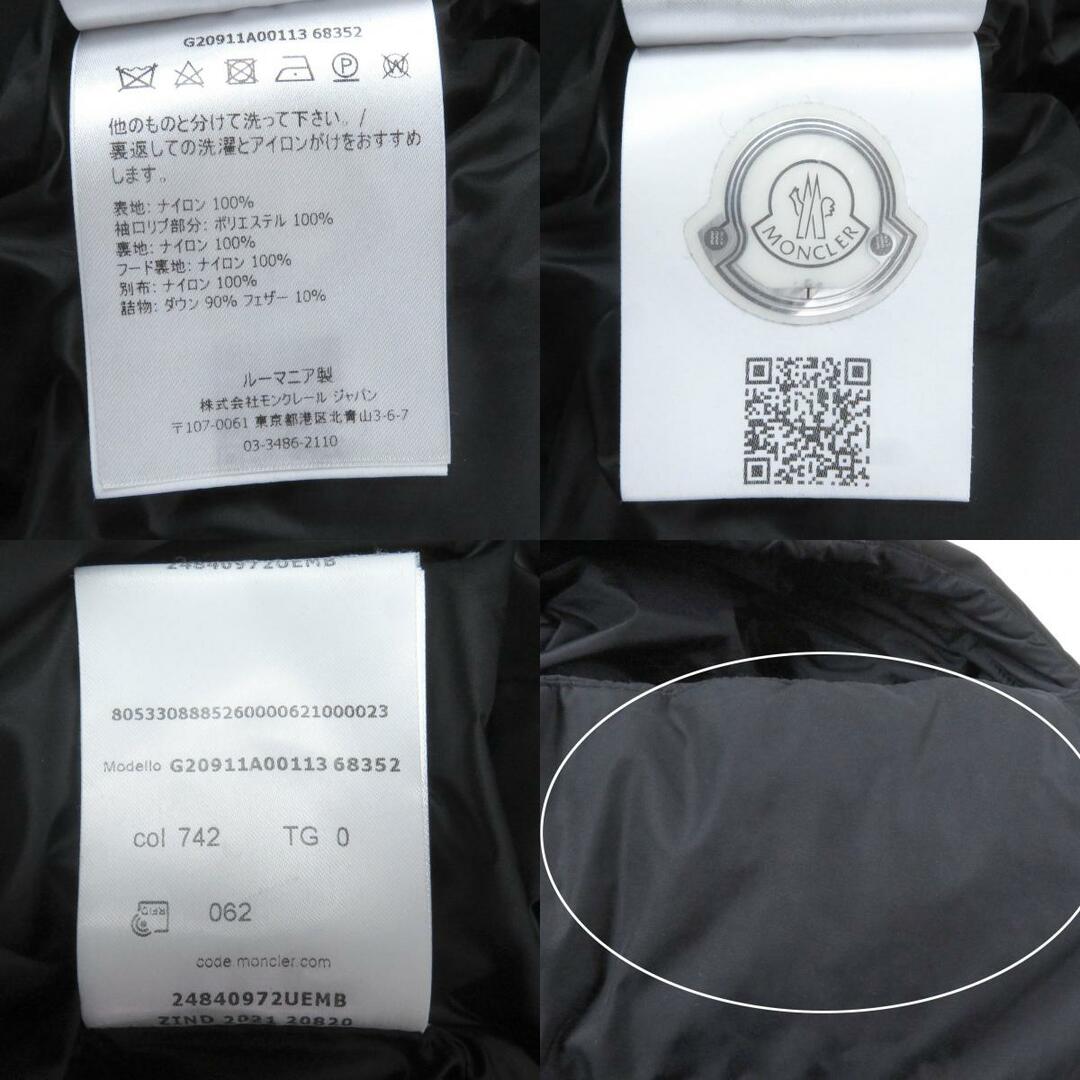 G20911A00113 68352
他のものと分けて洗って下さい。/
裏返しての洗濯とアイロンがけをおすすめ
します。
表地: ナイロン 100%
袖口リブ部分: ポリエステル 100%
裏地: ナイロン 100%
フード裏地: ナイロン 100%
別布: ナイロン 100%
詰物: ダウン 90% フェザー 10%
ルーマニア製
株式会社モンクレール ジャパン
〒107-0061 東京都港区北青山3-6-7
03-3486-2110
MONCLER
24840972UEMB
8053308885260000621000023
Modello G20911A00113 68352
col 742 TG 0
RFID 062
code.moncler.com
24840972UEMB
ZIND 2021 20820